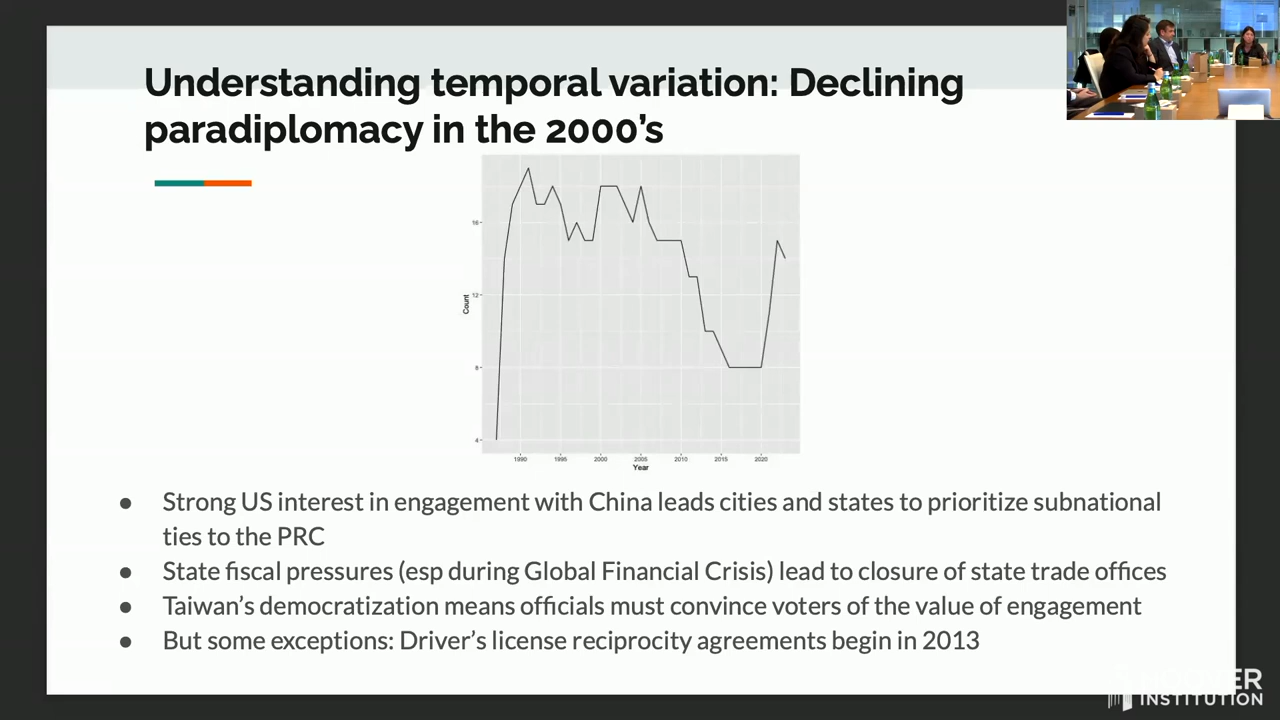 Understanding temporal variation: Declining
paradiplomacy in the 2000's
16
12
8
4
Count
1990
1995
2000
2005
2010
2015
2020
Year
● Strong US interest in engagement with China leads cities and states to prioritize subnational
ties to the PRC
● State fiscal pressures (esp during Global Financial Crisis) lead to closure of state trade offices
● Taiwan's democratization means officials must convince voters of the value of engagement
● But some exceptions: Driver's license reciprocity agreements begin in 2013
HOOVER
INSTITUTION